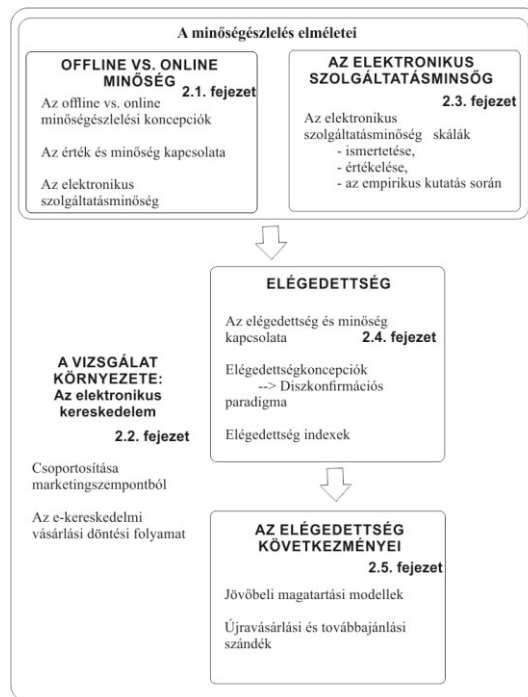 A minőségészlelés elméletei
OFFLINE VS. ONLINE
MINŐSÉG
2.1. fejezet
Az offline vs. online
minőségészlelési koncepciók
Az érték és minőség kapcsolata
Az elektronikus
szolgáltatásminőség
AZ ELEKTRONIKUS
SZOLGÁLTATÁSMINSŐG
2.3. fejezet
Az elektronikus
szolgáltatásminőség skálák
- ismertetése,
- értékelése,
- az empirikus kutatás során
ELÉGEDETTSÉG
Az elégedettség és minőség
kapcsolata
2.4. fejezet
Elégedettségkoncepciók
--> Diszkonfirmációs
paradigma
Elégedettség indexek
A VIZSGÁLAT
KÖRNYEZETE:
Az elektronikus
kereskedelem
2.2. fejezet
Csoportosítása
marketingszempontból
Az e-kereskedelmi
vásárlási döntési folyamat
AZ ELÉGEDETTSÉG
KÖVETKEZMÉNYEI
2.5. fejezet
Jövőbeli magatartási modellek
Újravásárlási és továbbajánlási
szándék